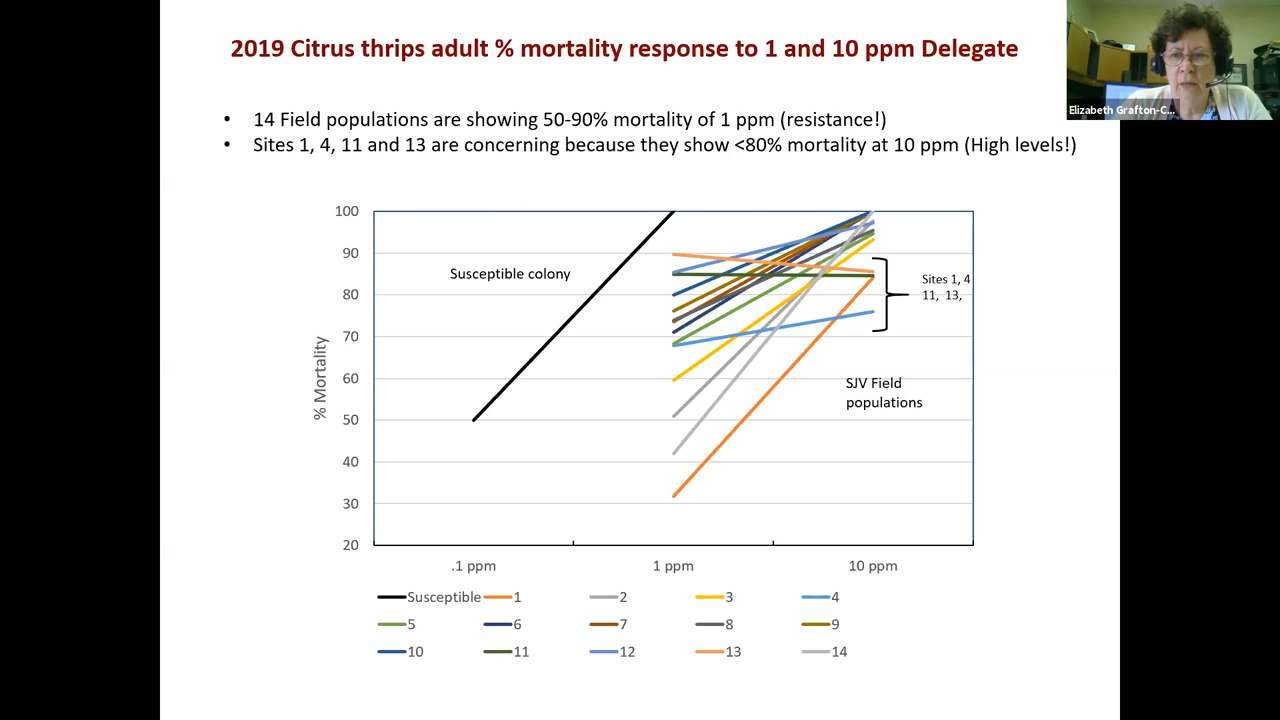 2019 Citrus thrips adult % mortality response to 1 and 10 ppm Delegate
Elizabeth Grafton-C...
• 14 Field populations are showing 50-90% mortality of 1 ppm (resistance!)
• Sites 1, 4, 11 and 13 are concerning because they show <80% mortality at 10 ppm (High levels!)
% Mortality
100
90
80
70
60
50
40
30
20
Susceptible colony
Sites 1, 4
11, 13,
SJV Field
populations
.1 ppm 1 ppm 10 ppm
Susceptible 1 2 3 4
5 6 7 8 9
10 11 12 13 14